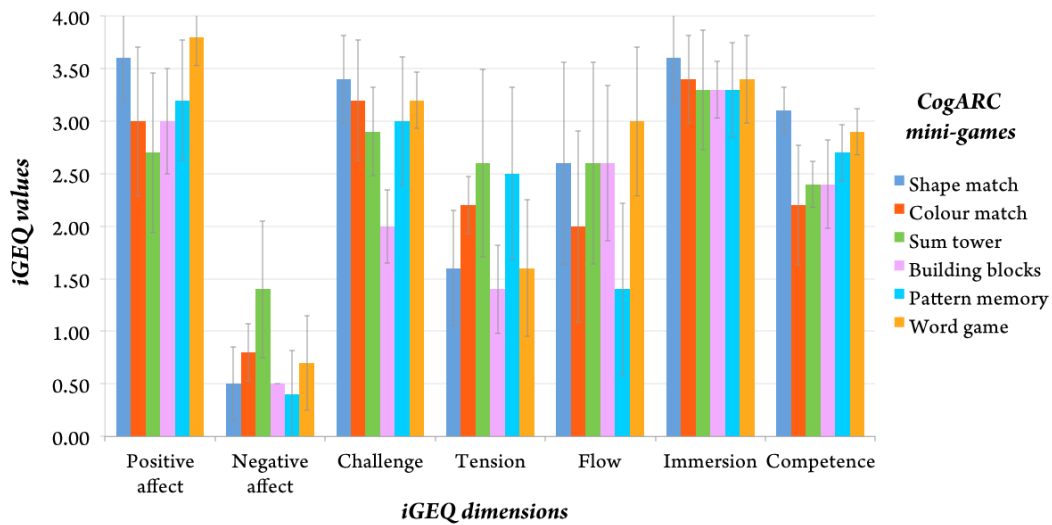 4.00
3.50
3.00
2.50
2.00
1.50
1.00
0.50
0.00
iGEQ values
Positive affect
Negative affect
Challenge
Tension
Flow
Immersion
Competence
iGEQ dimensions
CogARC
mini-games
Shape match
Colour match
Sum tower
Building blocks
Pattern memory
Word game